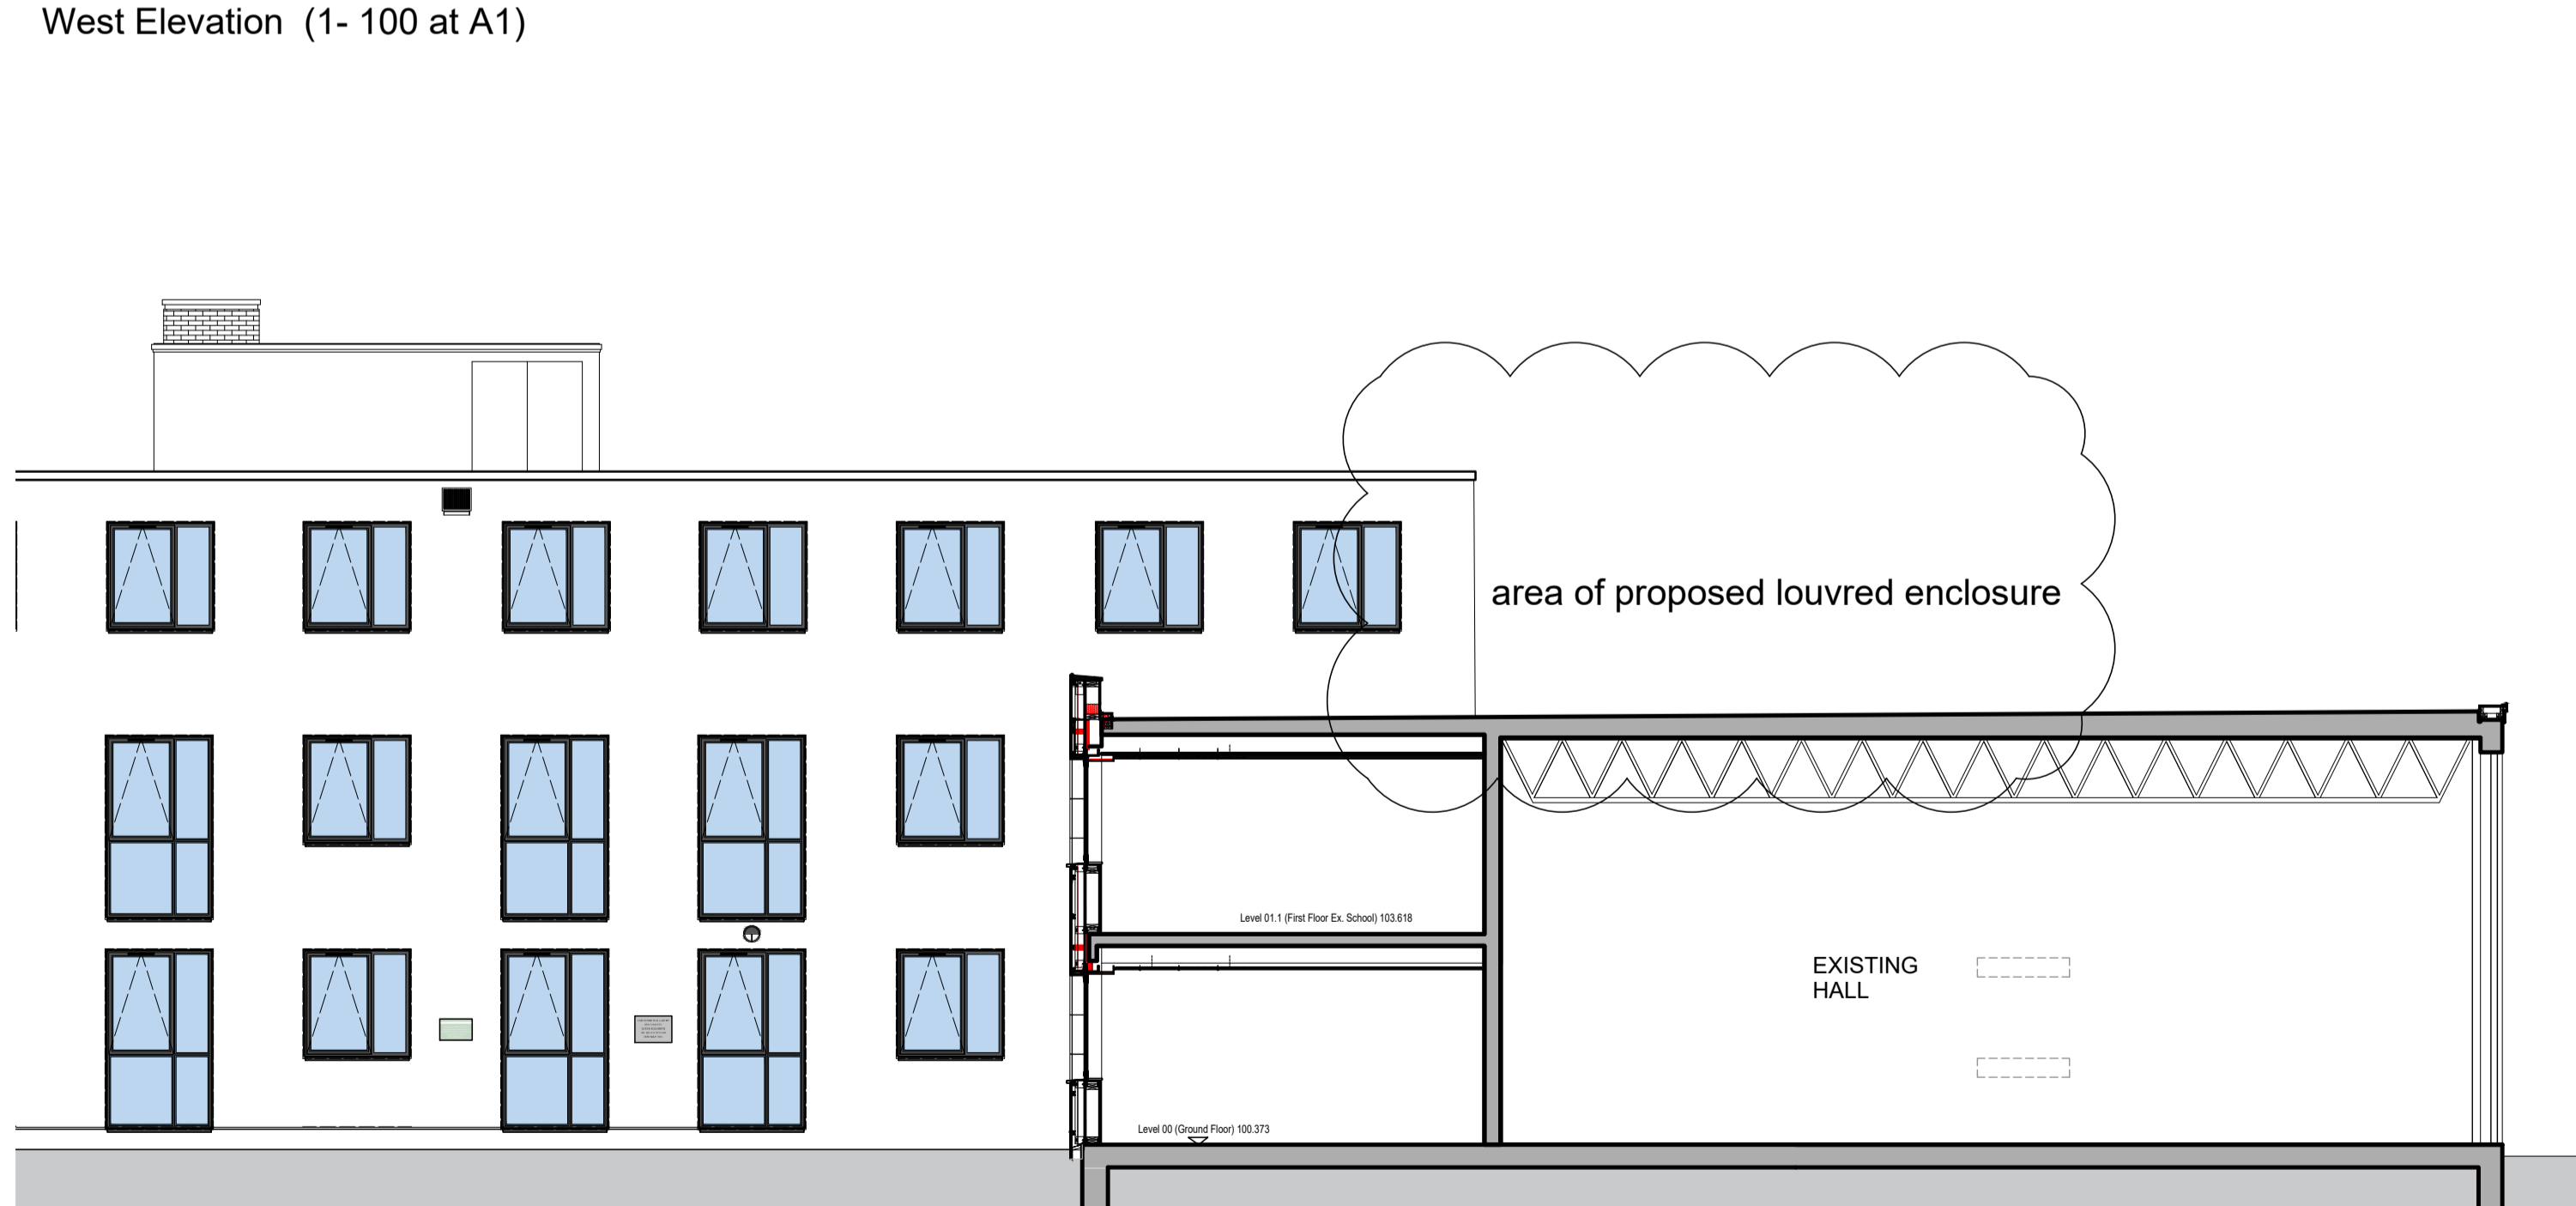 West Elevation (1- 100 at A1)
area of proposed louvred enclosure
Level 01.1 (First Floor Ex. School) 103.618
EXISTING
HALL
Level 00 (Ground Floor) 100.373